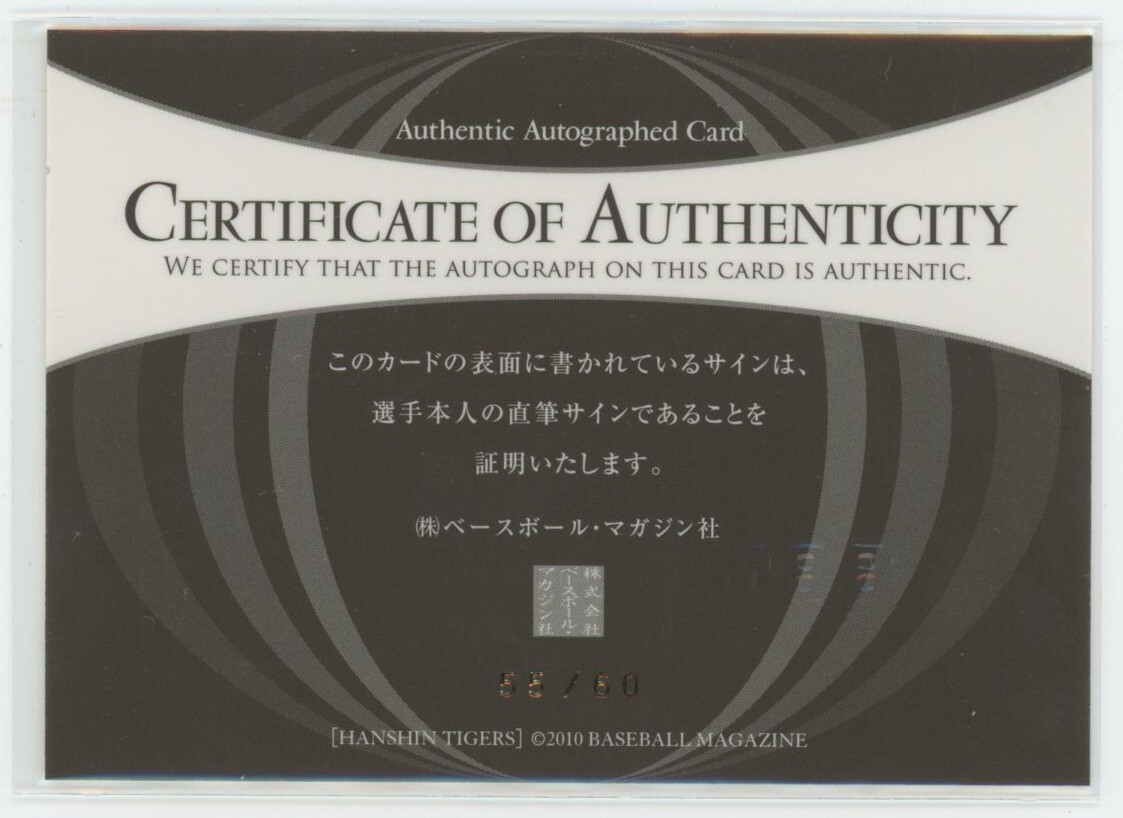 Authentic Autographed Card
CERTIFICATE OF AUTHENTICITY
WE CERTIFY THAT THE AUTOGRAPH ON THIS CARD IS AUTHENTIC.
このカードの表面に書かれているサインは、
選手本人の直筆サインであることを
証明いたします。
㈱ベースボール・マガジン社
株式会社
ベースボール・
マガジン社
55/60
[HANSHIN TIGERS] ©2010 BASEBALL MAGAZINE